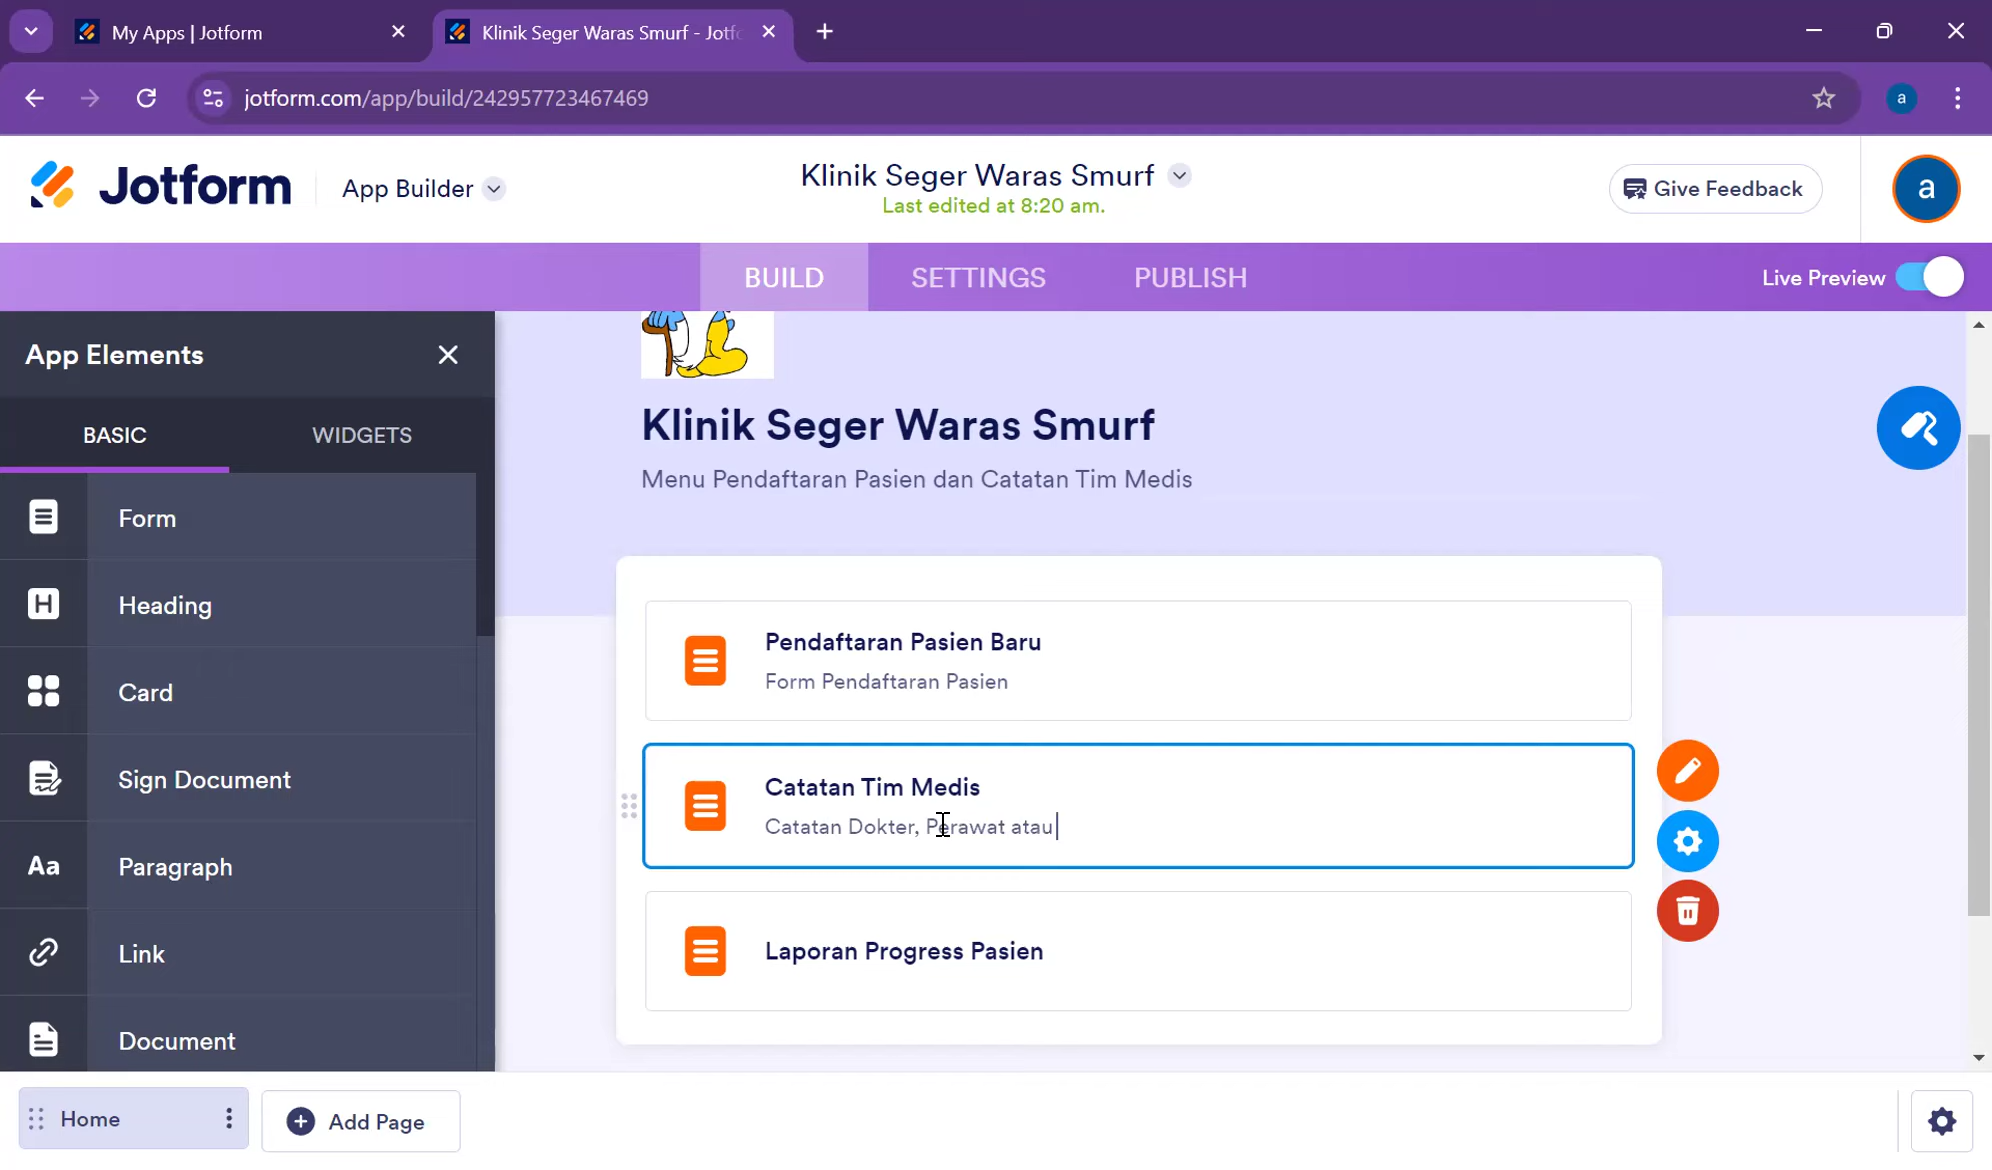 My Apps | Jotform
Klinik Seger Waras Smurf - Jotfo
jotform.com/app/build/242957723467469
a
Jotform
App Builder
Klinik Seger Waras Smurf
Last edited at 8:20 am.
Give Feedback
a
BUILD
SETTINGS
PUBLISH
Live Preview
App Elements
BASIC
WIDGETS
Form
H
Heading
Card
Sign Document
Aa
Paragraph
Link
Document
Klinik Seger Waras Smurf
Menu Pendaftaran Pasien dan Catatan Tim Medis
Pendaftaran Pasien Baru
Form Pendaftaran Pasien
Catatan Tim Medis
Catatan Dokter, Perawat atau
Laporan Progress Pasien
Home
Add Page